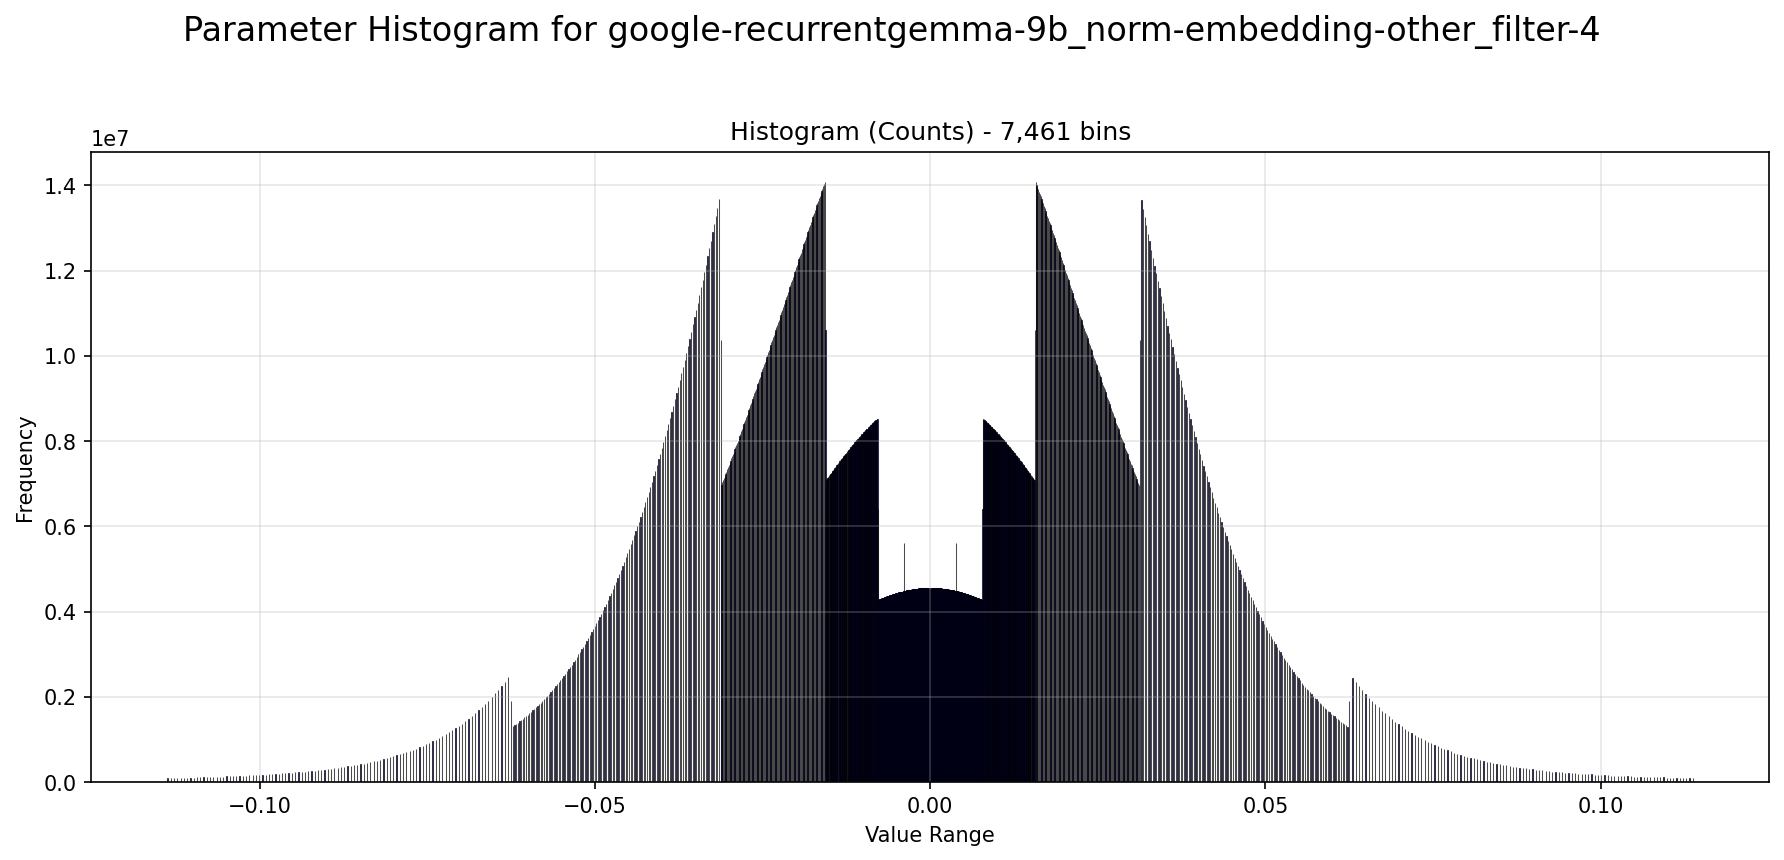 Parameter Histogram for google-recurrentgemma-9b_norm-embedding-other_filter-4
Histogram (Counts) - 7,461 bins
1e7
1.4
1.2
1.0
0.8
0.6
0.4
0.2
0.0
Frequency
−0.10 −0.05 0.00 0.05 0.10
Value Range